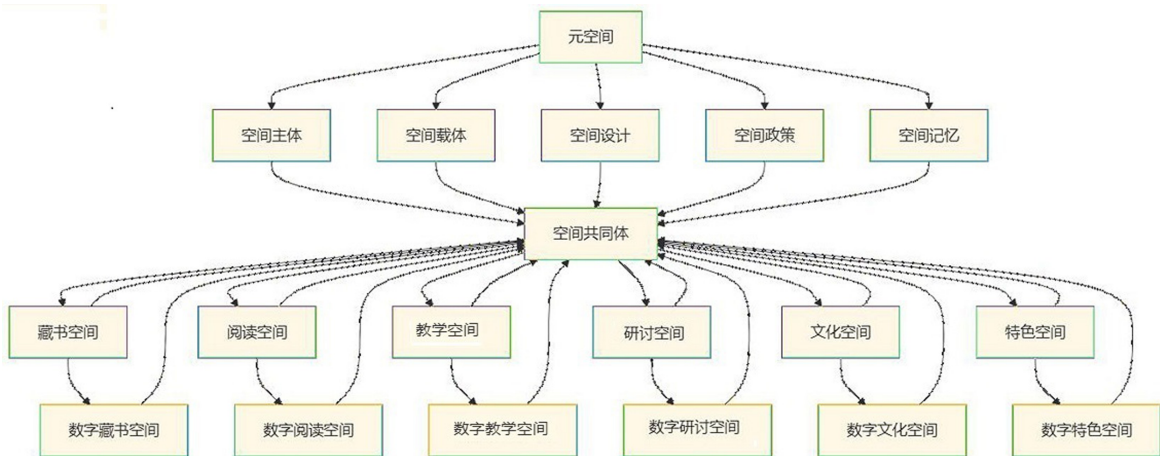 元空间
空间主体
空间载体
空间设计
空间政策
空间记忆
空间共同体
藏书空间
阅读空间
教学空间
研讨空间
文化空间
特色空间
数字藏书空间
数字阅读空间
数字教学空间
数字研讨空间
数字文化空间
数字特色空间